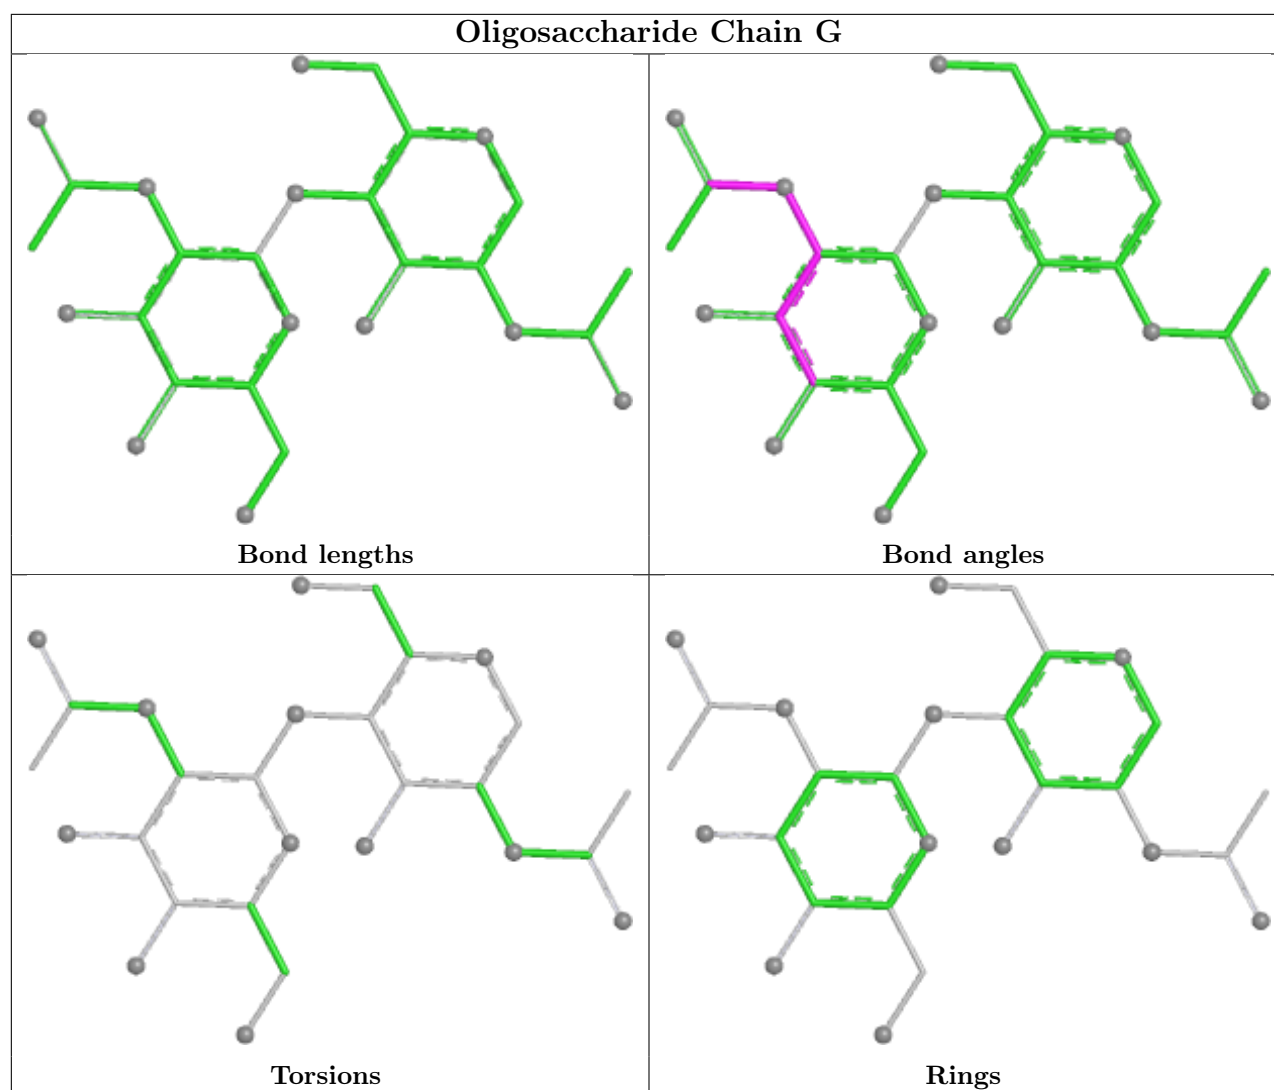 Oligosaccharide Chain G
Bond lengths
Bond angles
Torsions
Rings